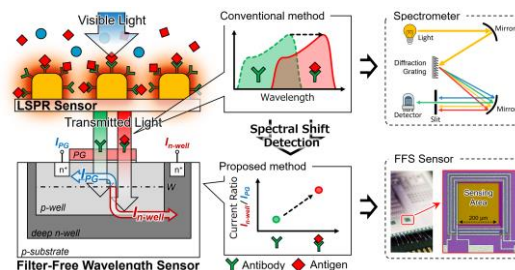 Visible Light
LSPR Sensor
Transmitted Light
I_PG
PG
I_n-well
n⁺
n⁺
I_PG
W
p-well
I_n-well
deep n-well
p-substrate
Filter-Free Wavelength Sensor
Conventional method
Wavelength
Spectral Shift
Detection
Proposed method
Current Ratio
I_n-well / I_PG
Antibody
Antigen
Spectrometer
Light
Mirror
Diffraction
Grating
Detector
Slit
Mirror
FFS Sensor
Sensing
Area
200 μm